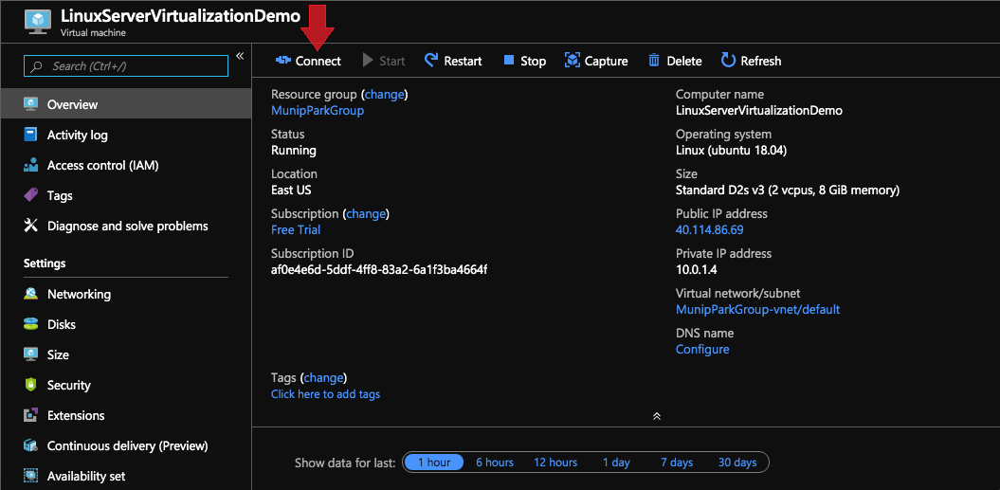 LinuxServerVirtualizationDemo
Virtual machine
Search (Ctrl+/)
«
Overview
Activity log
Access control (IAM)
Tags
Diagnose and solve problems
Settings
Networking
Disks
Size
Security
Extensions
Continuous delivery (Preview)
Availability set
Connect Start Restart Stop Capture Delete Refresh
Resource group (change)
MunipParkGroup
Status
Running
Location
East US
Subscription (change)
Free Trial
Subscription ID
af0e4e6d-5ddf-4ff8-83a2-6a1f3ba4664f
Computer name
LinuxServerVirtualizationDemo
Operating system
Linux (ubuntu 18.04)
Size
Standard D2s v3 (2 vcpus, 8 GiB memory)
Public IP address
40.114.86.69
Private IP address
10.0.1.4
Virtual network/subnet
MunipParkGroup-vnet/default
DNS name
Configure
Tags (change)
Click here to add tags
Show data for last: 1 hour 6 hours 12 hours 1 day 7 days 30 days